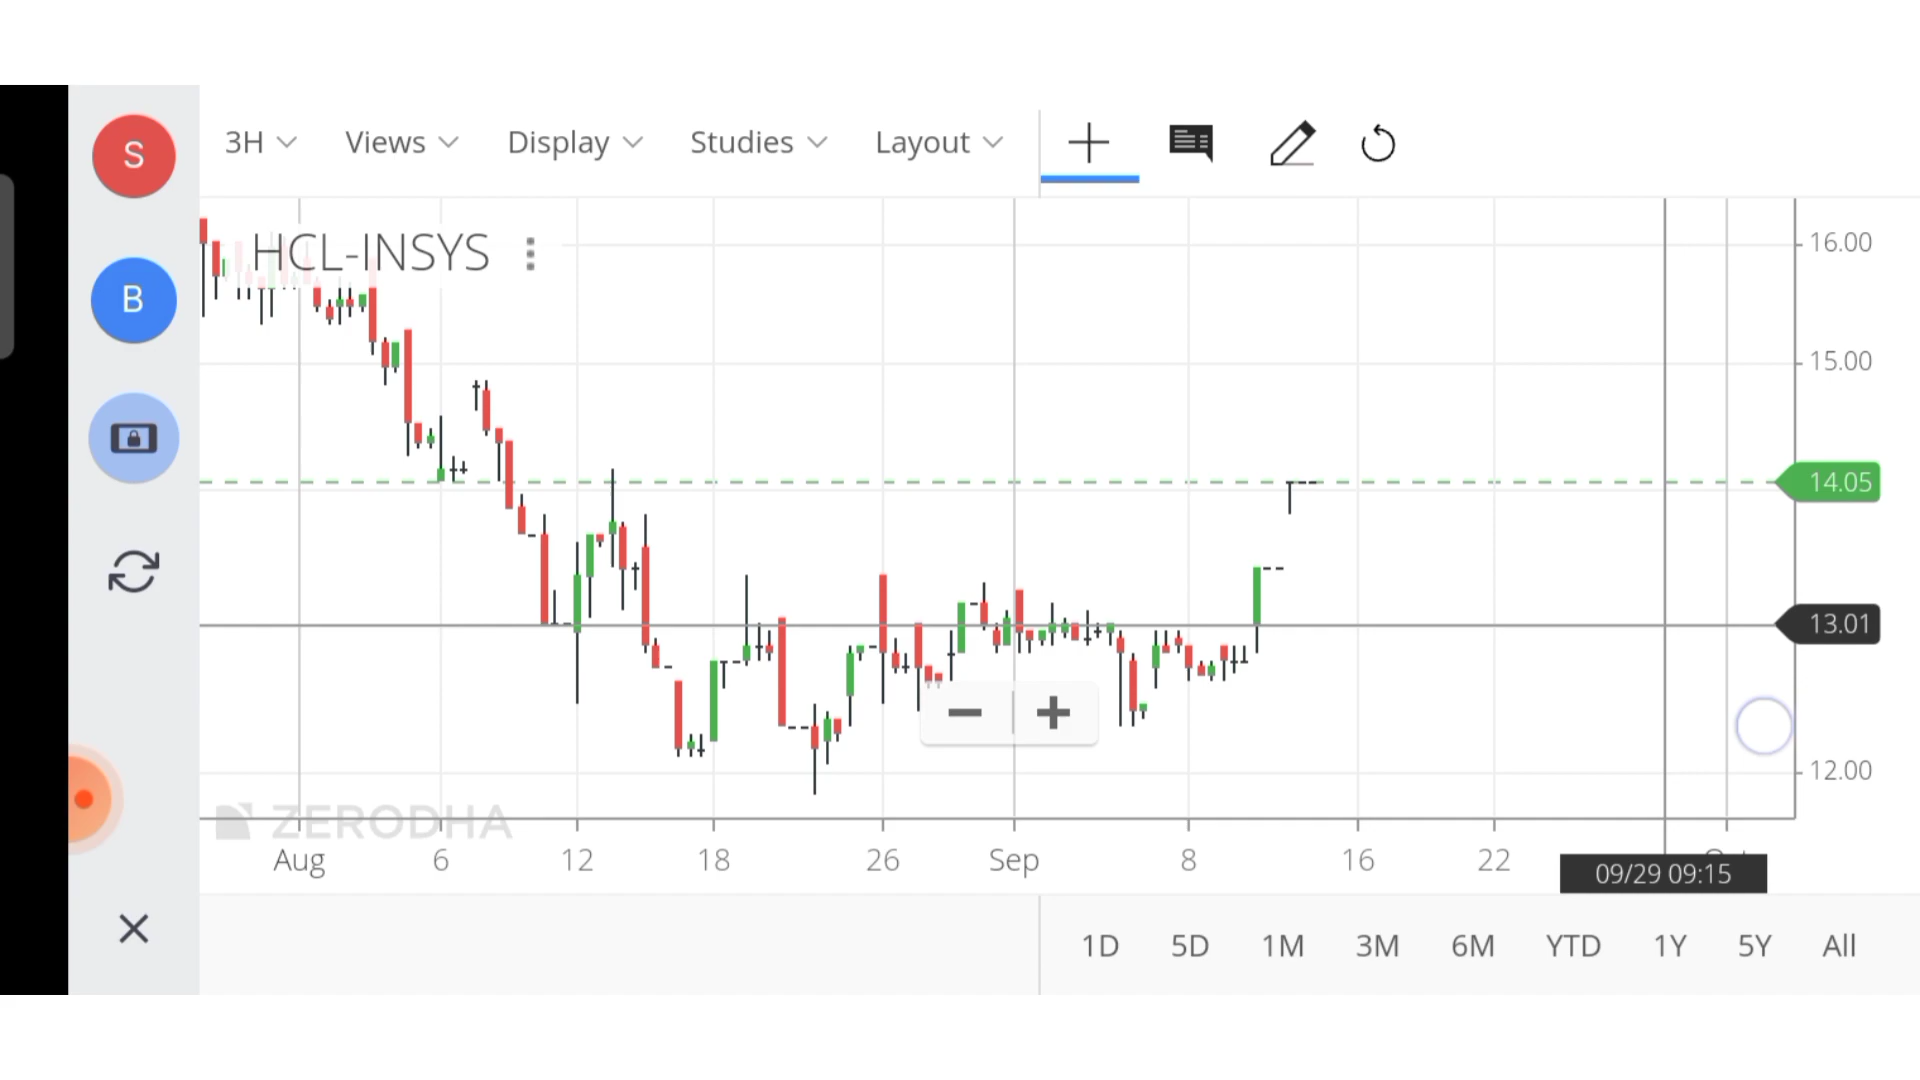 S
B
3H Views Display Studies Layout
HCL-INSYS
16.00
15.00
14.05
13.01
12.00
ZERODHA
Aug 6 12 18 26 Sep 8 16 22
09/29 09:15
1D 5D 1M 3M 6M YTD 1Y 5Y All